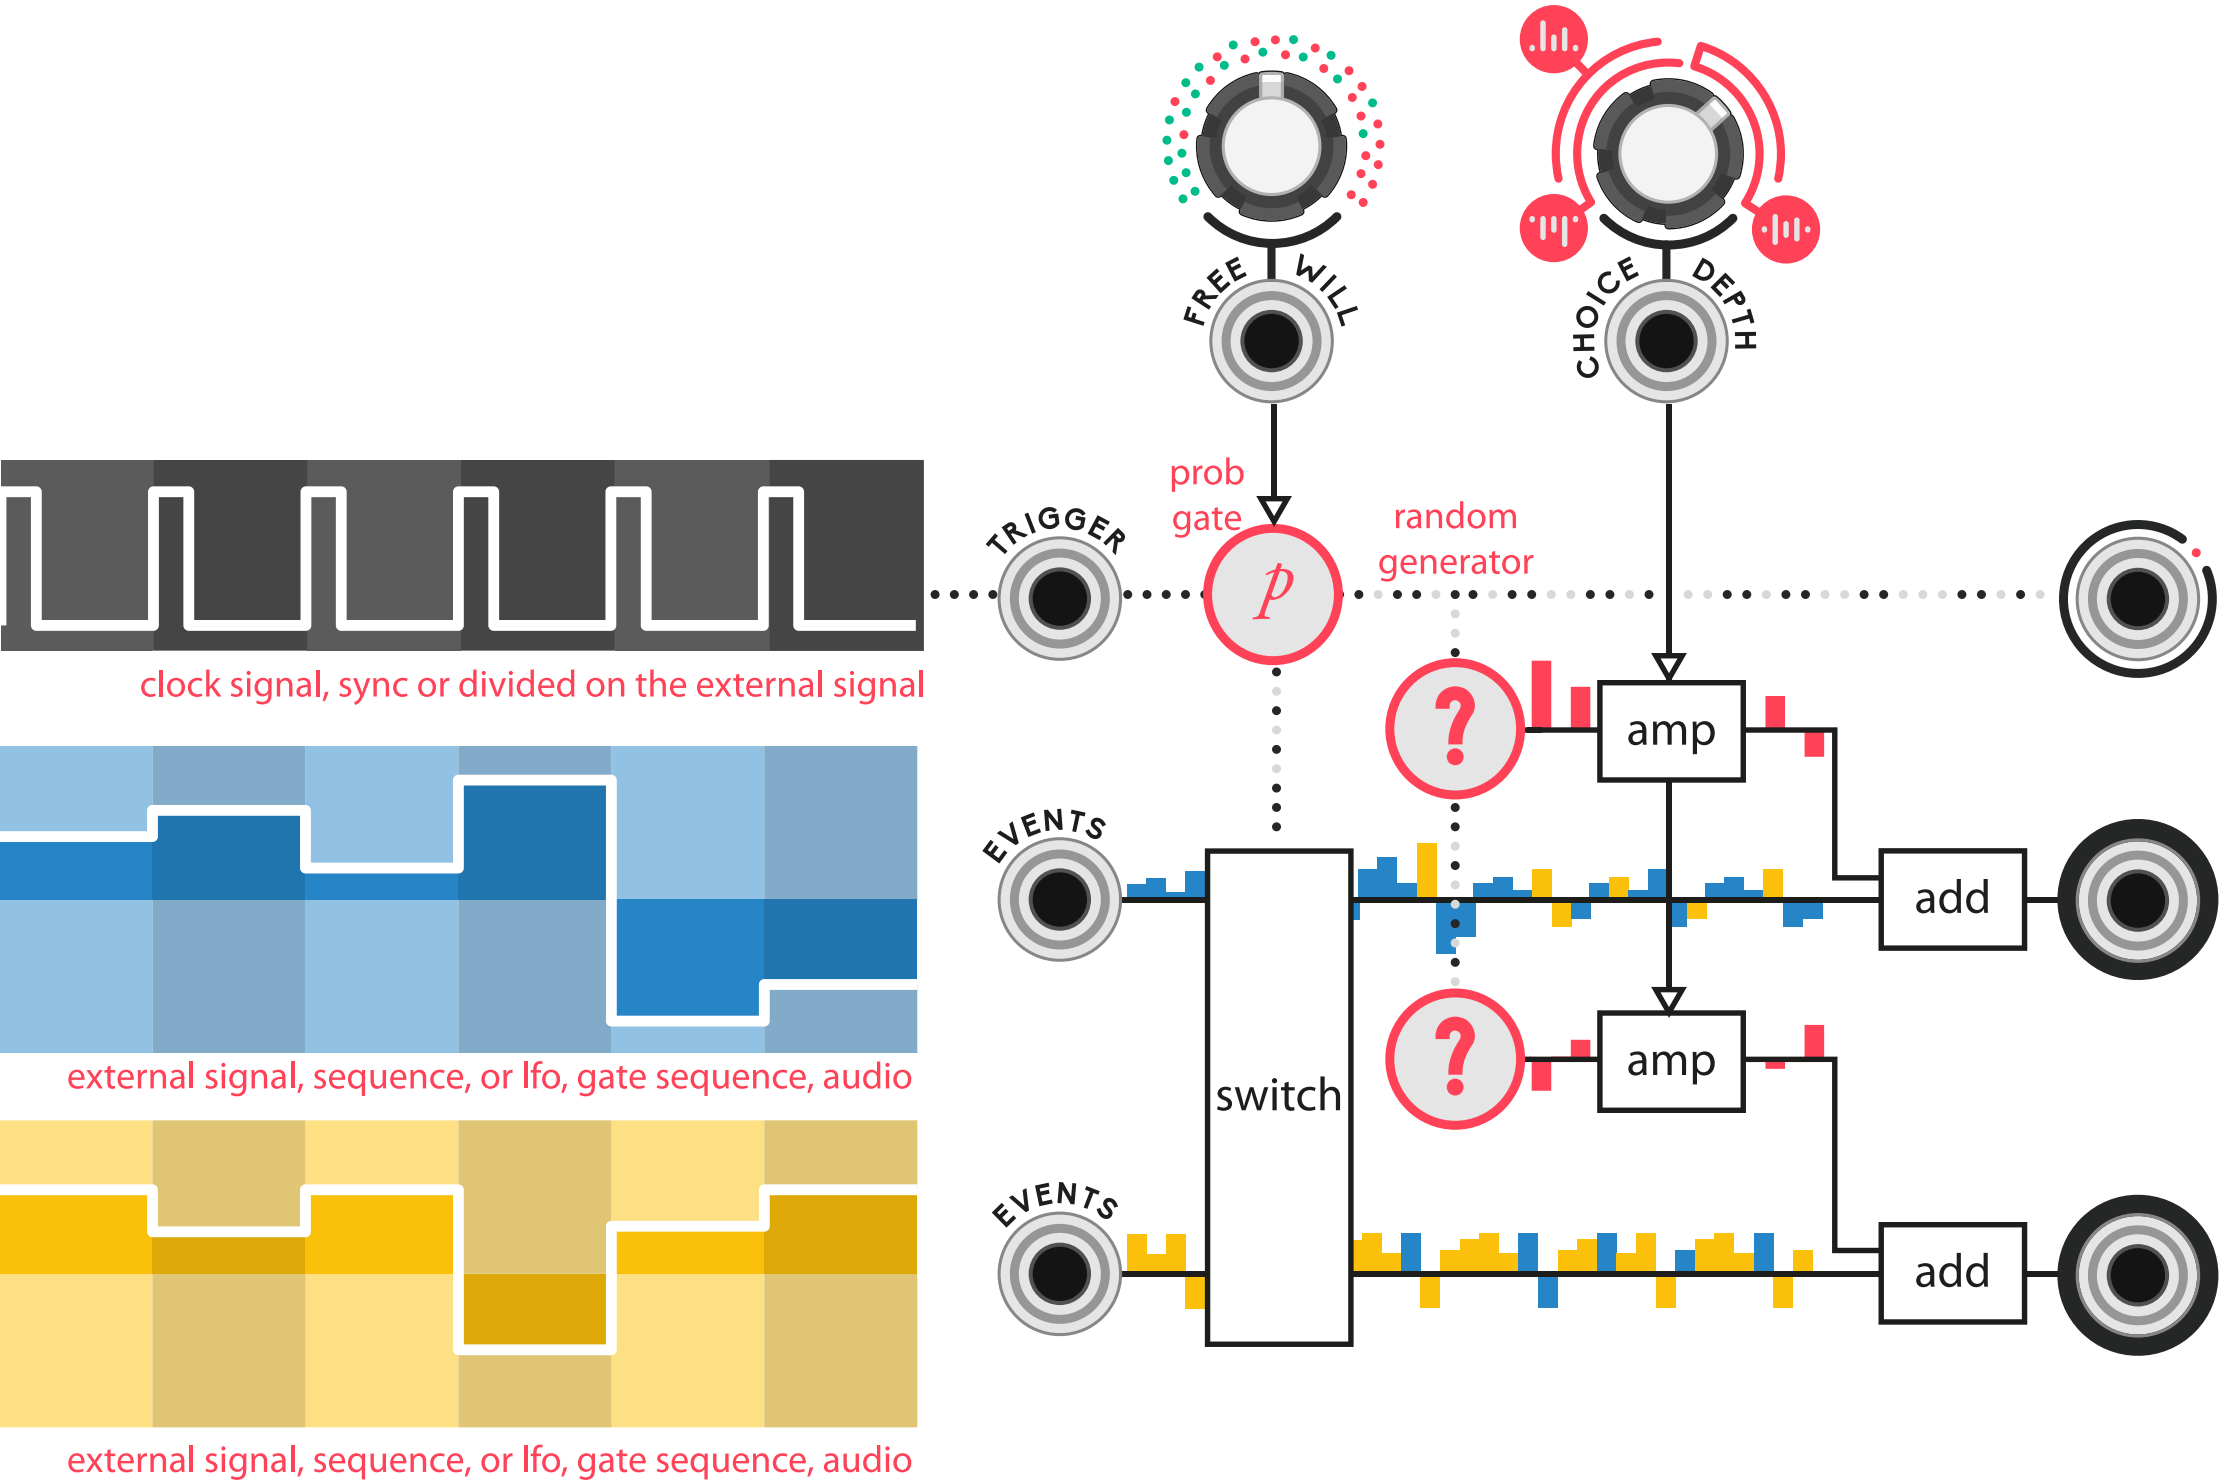 FREE WILL
CHOICE DEPTH
prob
gate
random
generator
TRIGGER
p
clock signal, sync or divided on the external signal
?
amp
EVENTS
add
external signal, sequence, or lfo, gate sequence, audio
?
amp
switch
EVENTS
add
external signal, sequence, or lfo, gate sequence, audio